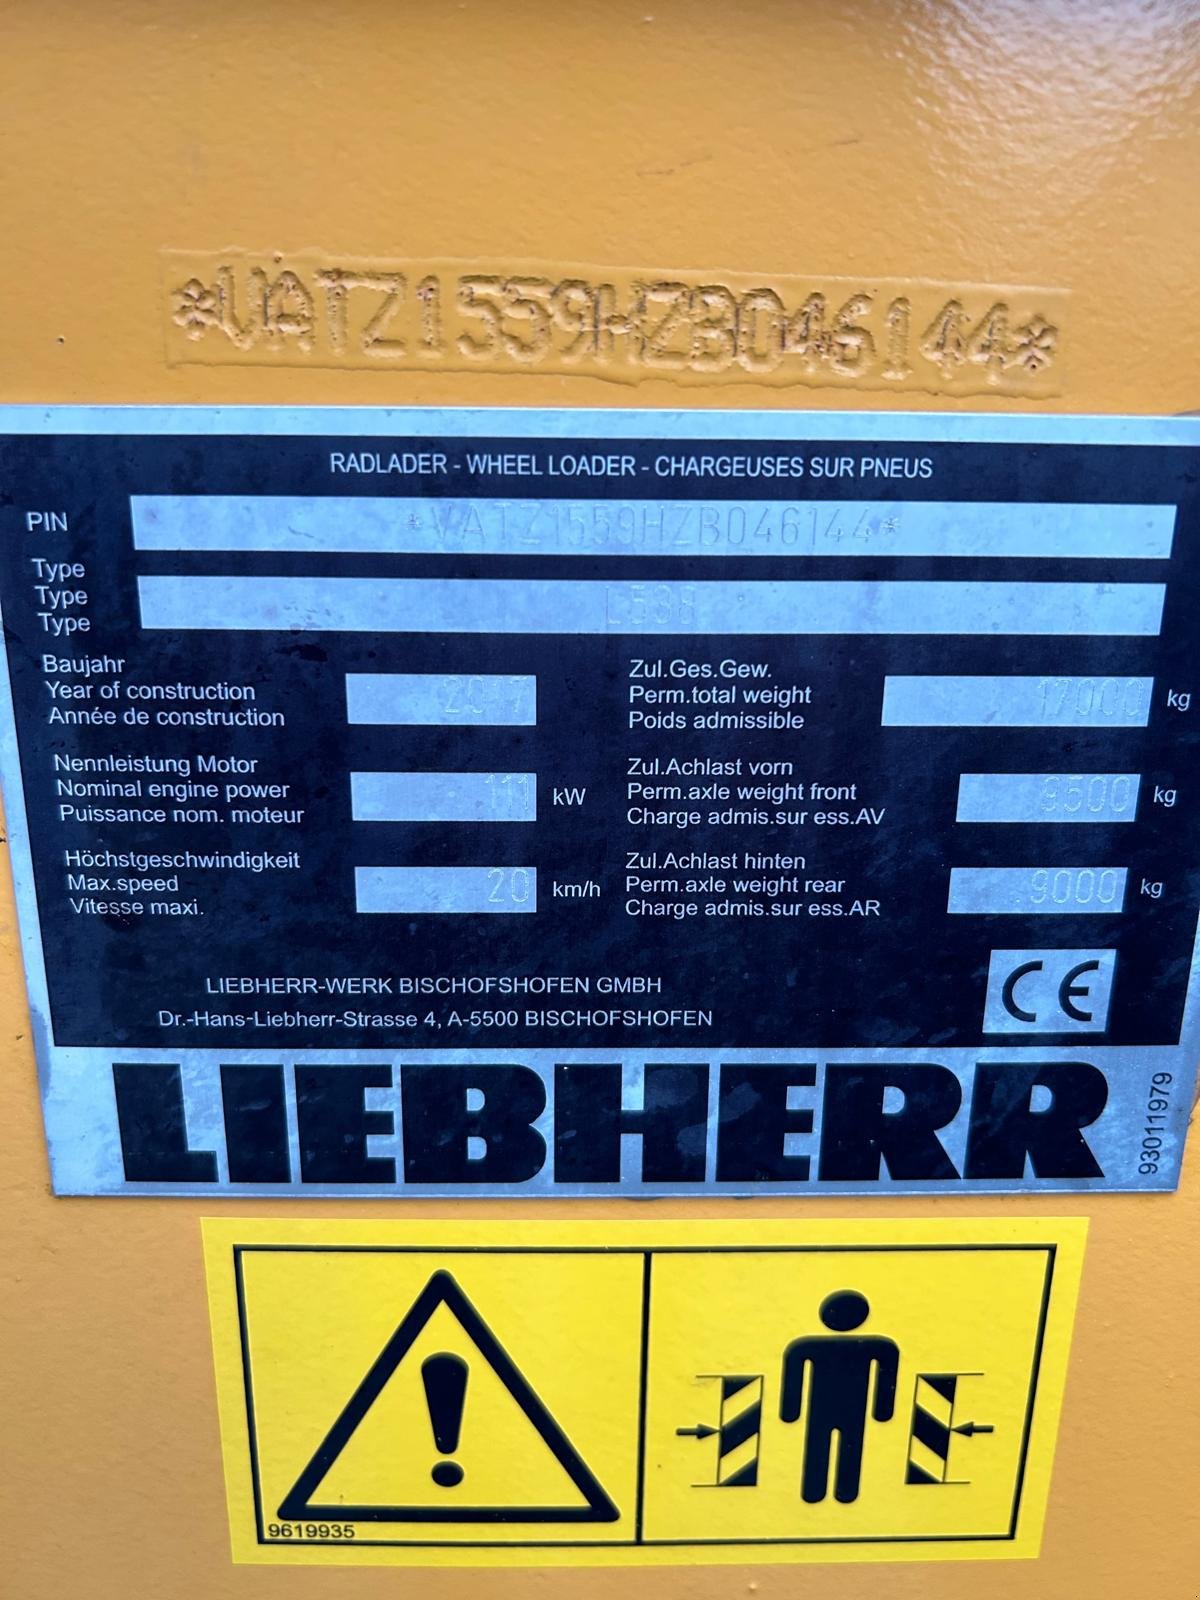 *VATZ1559HZB046144*
RADLADER - WHEEL LOADER - CHARGEUSES SUR PNEUS
PIN *VATZ1559HZB046144*
Type
Type L538
Type
Baujahr
Year of construction 2017
Année de construction
Zul.Ges.Gew.
Perm.total weight 17000 kg
Poids admissible
Nennleistung Motor
Nominal engine power 111 kW
Puissance nom. moteur
Zul.Achlast vorn
Perm.axle weight front 8500 kg
Charge admis.sur ess.AV
Höchstgeschwindigkeit
Max.speed 20 km/h
Vitesse maxi.
Zul.Achlast hinten
Perm.axle weight rear 9000 kg
Charge admis.sur ess.AR
LIEBHERR-WERK BISCHOFSHOFEN GMBH
Dr.-Hans-Liebherr-Strasse 4, A-5500 BISCHOFSHOFEN
CE
LIEBHERR
93011979
9619935